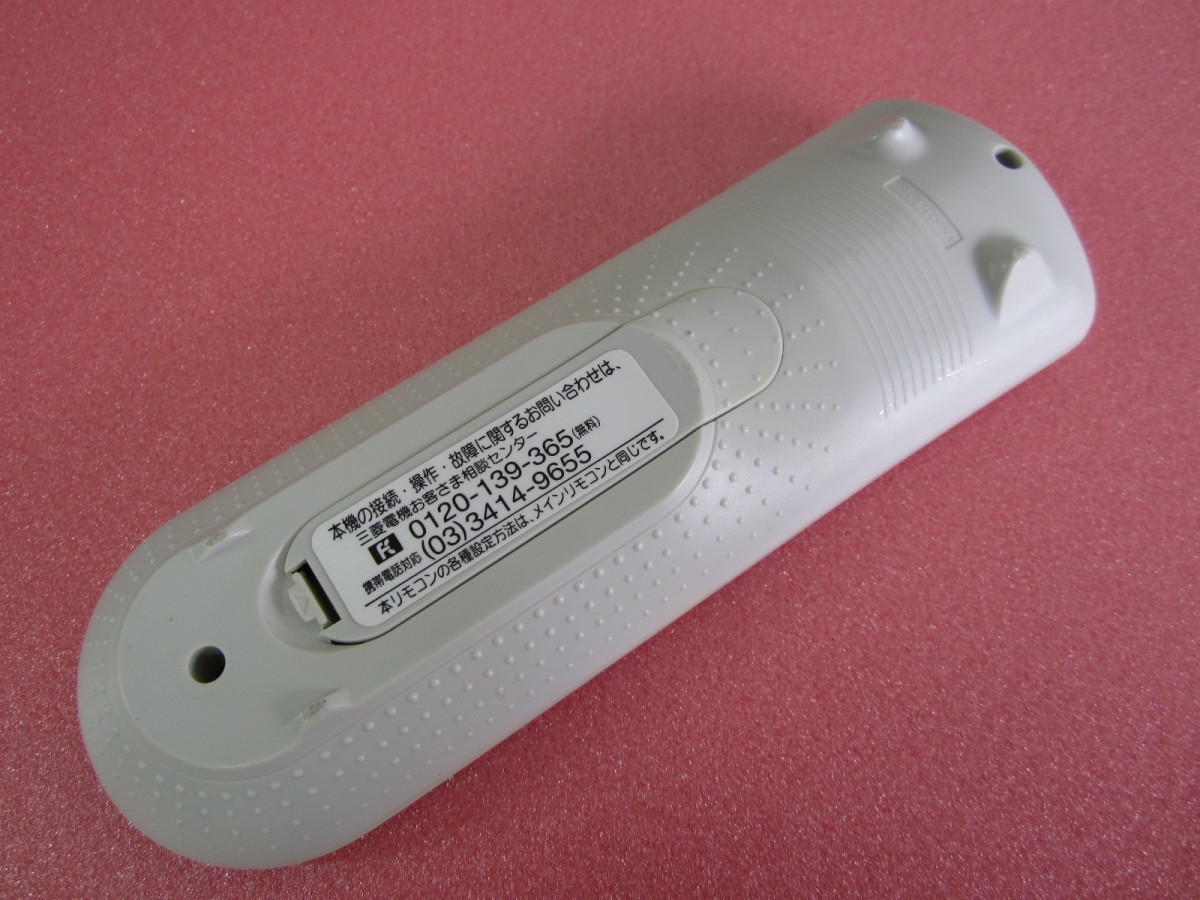 本機の接続・操作・故障に関するお問い合わせは、
三菱電機お客さま相談センター
0120-139-365(無料)
携帯電話対応 (03)3414-9655
本リモコンの各種設定方法は、メインリモコンと同じです。